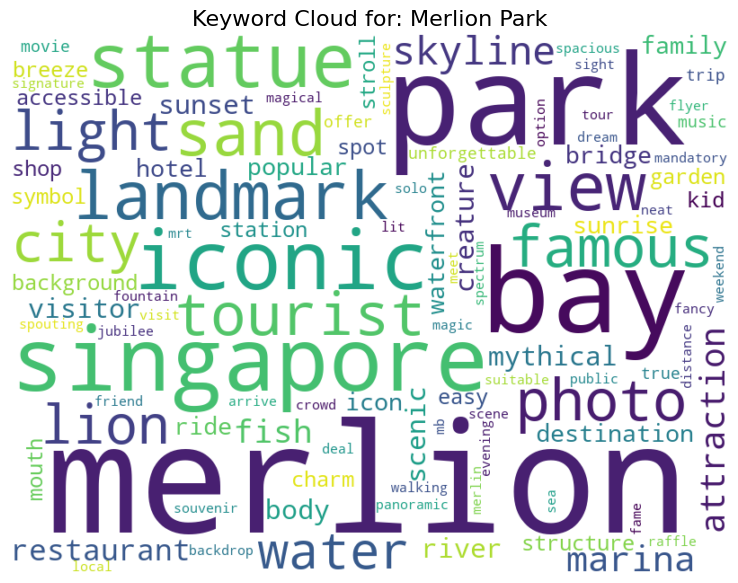 Keyword Cloud for: Merlion Park
movie
statue
stroll
sculpture
skyline
spacious
sight
family
trip
breeze
signature
accessible
sunset
magical
park
option
tour
flyer
music
light
sand
offer
spot
unforgettable
bridge
dream
mandatory
shop
hotel
popular
landmark
solo
waterfront
creature
view
museum
neat
garden
kid
symbol
city
mrt
station
lit
iconic
meet
spectrum
famous
sunrise
weekend
background
fountain
visitor
visit
tourist
bay
fancy
spouting
jubilee
magic
singapore
mythical
true
distance
suitable
public
attraction
friend
arrive
crowd
icon
scenic
easy
mb
scene
evening
photo
lion
ride
fish
destination
mouth
deal
merlion
charm
walking
panoramic
merlin
sea
fame
souvenir
body
restaurant
backdrop
water
river
structure
raffle
local
marina